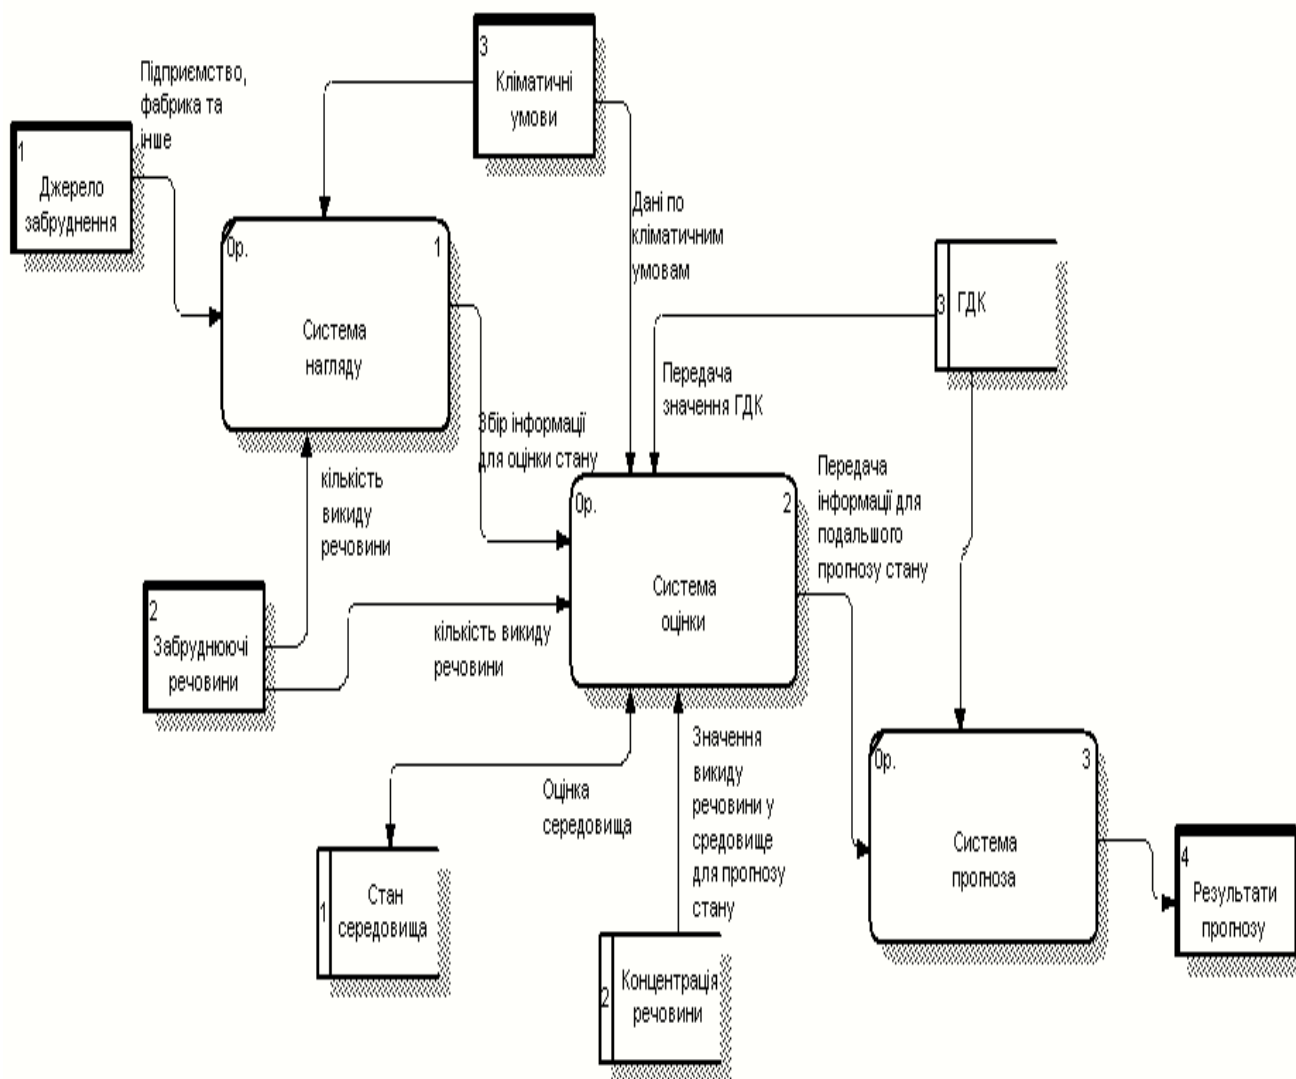 3
Кліматичні
умови
Підприємство,
фабрика та
інше
1
Джерело
забруднення
0р.
1
Система
нагляду
Дані по
кліматичним
умовам
3
ГДК
Передача
значення ГДК
Збір інформації
для оцінки стану
кількість
викиду
речовини
Передача
інформації для
подальшого
прогнозу стану
0р.
2
Система
оцінки
2
Забруднюючі
речовини
кількість викиду
речовини
Оцінка
середовища
Значення
викиду
речовини у
средовище
для прогнозу
стану
0р.
3
Система
прогноза
4
Результати
прогнозу
1
Стан
середовища
2
Концентрація
речовини